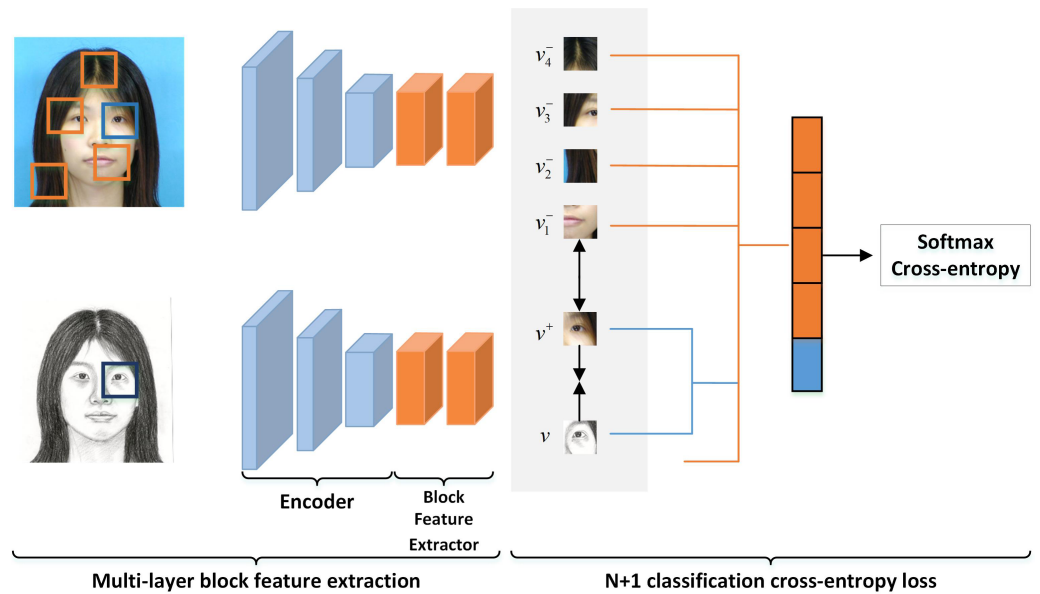 v₄⁻
v₃⁻
v₂⁻
v₁⁻
v⁺
v
Softmax
Cross-entropy
Encoder
Block
Feature
Extractor
Multi-layer block feature extraction
N+1 classification cross-entropy loss